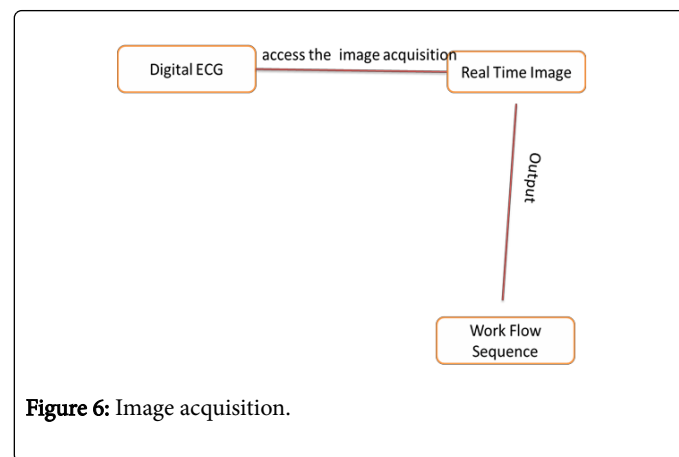 access the image acquisition
Digital ECG
Real Time Image
Output
Work Flow
Sequence
Figure 6: Image acquisition.